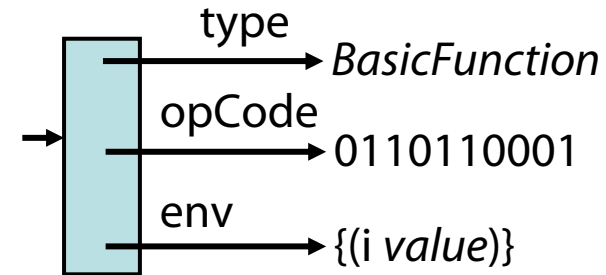 type
BasicFunction
opCode
0110110001
env
{(i value)}